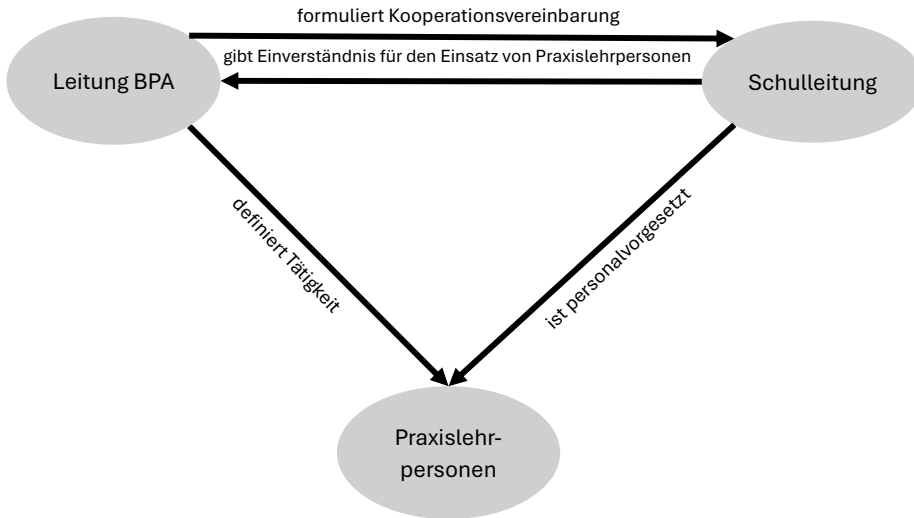 formuliert Kooperationsvereinbarung
gibt Einverständnis für den Einsatz von Praxislehrpersonen
Leitung BPA
Schulleitung
definiert Tätigkeit
ist personalvorgesetzt
Praxislehr-
personen